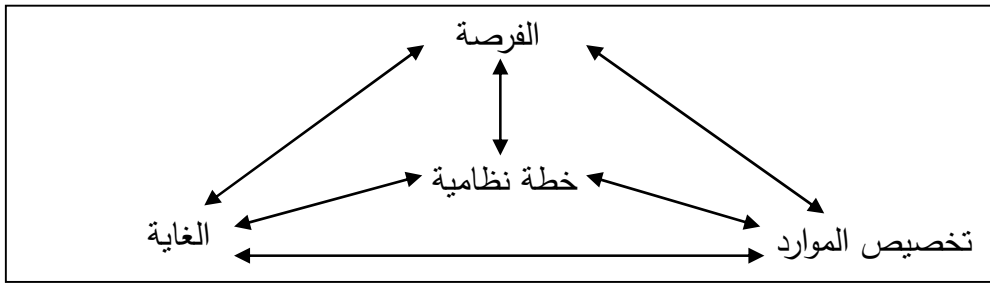 الفرصة
خطة نظامية
الغاية
تخصيص الموارد